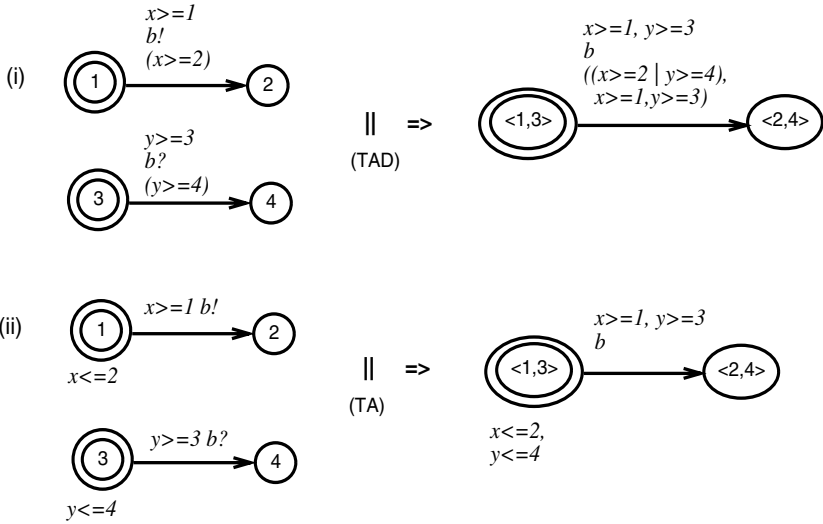 (i)
x>=1
b!
(x>=2)
1
2
y>=3
b?
(y>=4)
3
4
|| =>
(TAD)
x>=1, y>=3
b
((x>=2 | y>=4),
x>=1,y>=3)
<1,3>
<2,4>
(ii)
x>=1 b!
1
2
x<=2
y>=3 b?
3
4
y<=4
|| =>
(TA)
x>=1, y>=3
b
<1,3>
<2,4>
x<=2,
y<=4